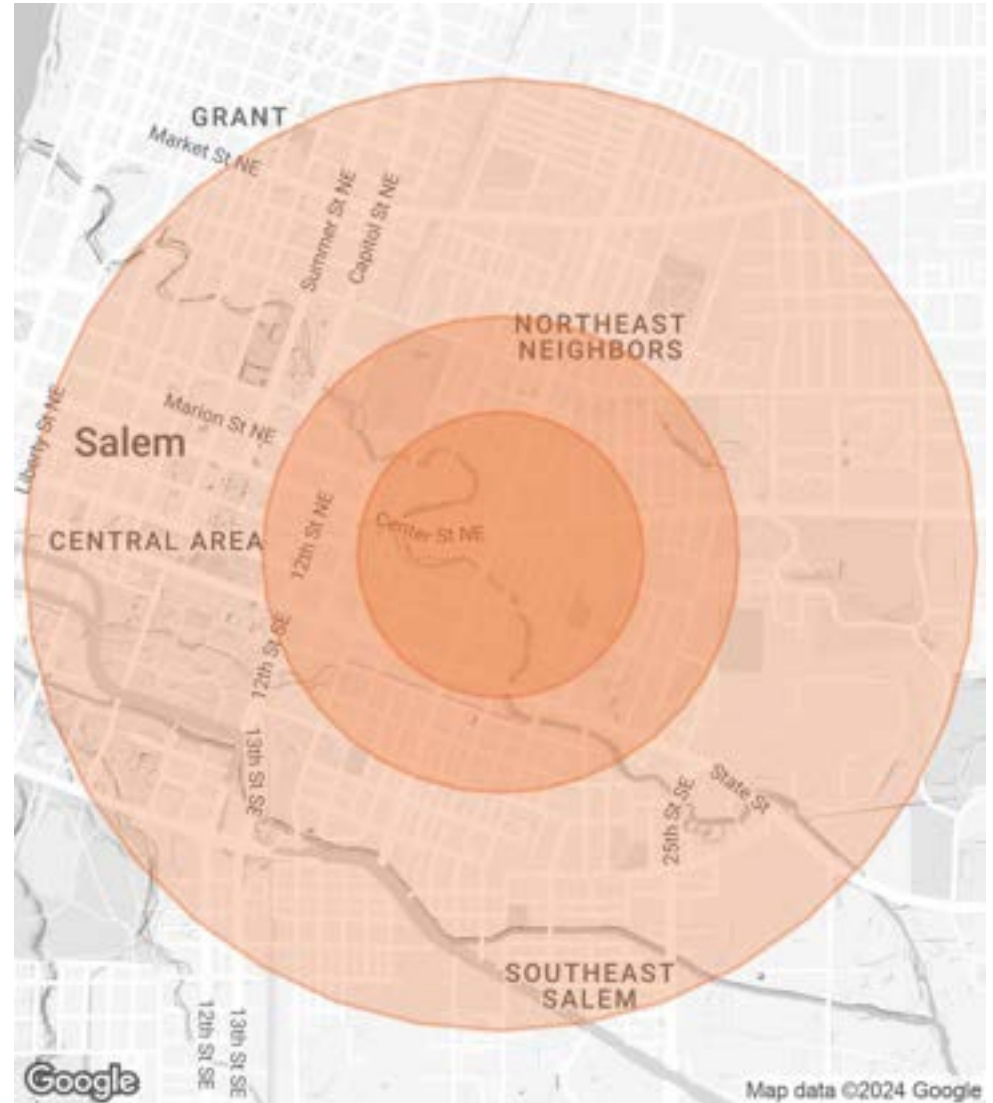 GRANT
Market St NE
Summer St NE
Capitol St NE
NORTHEAST
NEIGHBORS
Liberty St NE
Marion St NE
Salem
CENTRAL AREA
12th St NE
Center St NE
12th St SE
13th St SE
25th St SE
State St
SOUTHEAST
SALEM
12th St SE
13th St SE
Google
Map data ©2024 Google